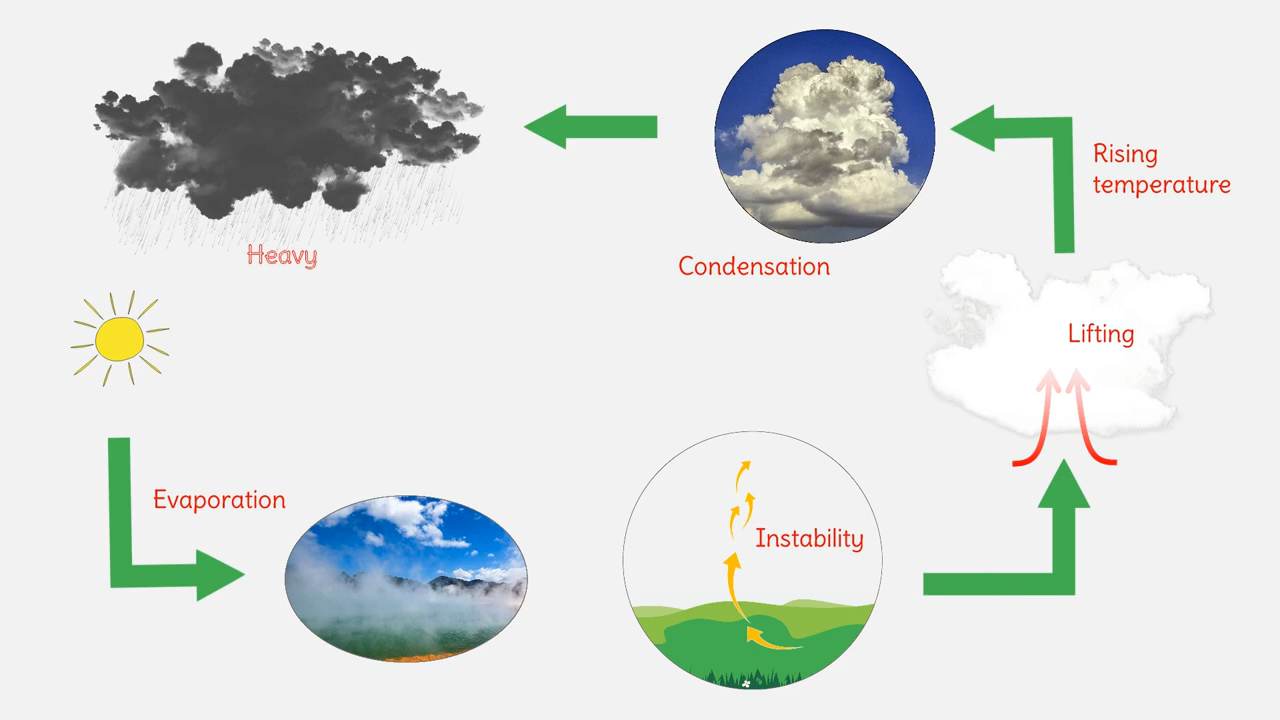 Heavy
Condensation
Rising
temperature
Lifting
Evaporation
Instability